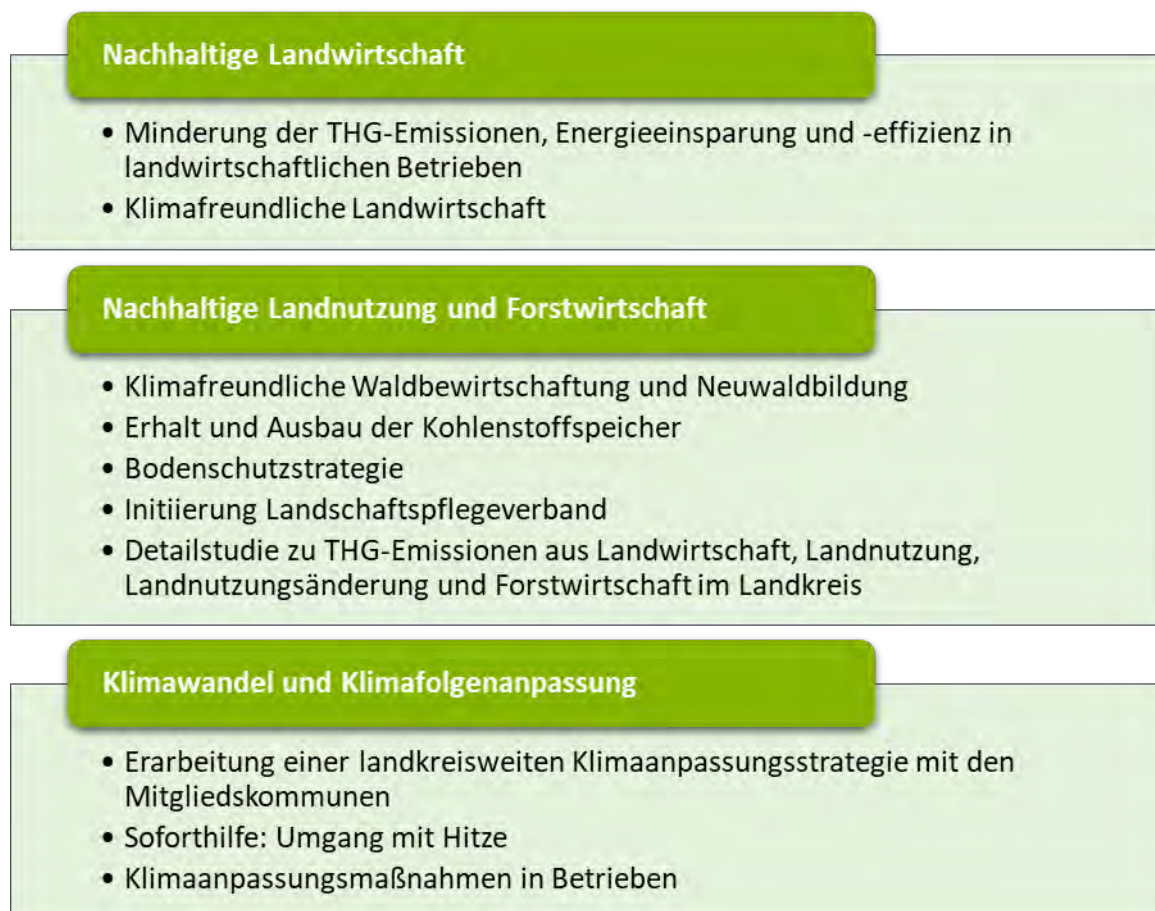 Nachhaltige Landwirtschaft
• Minderung der THG-Emissionen, Energieeinsparung und -effizienz in
landwirtschaftlichen Betrieben
• Klimafreundliche Landwirtschaft
Nachhaltige Landnutzung und Forstwirtschaft
• Klimafreundliche Waldbewirtschaftung und Neuwaldbildung
• Erhalt und Ausbau der Kohlenstoffspeicher
• Bodenschutzstrategie
• Initiierung Landschaftspflegeverband
• Detailstudie zu THG-Emissionen aus Landwirtschaft, Landnutzung,
Landnutzungsänderung und Forstwirtschaft im Landkreis
Klimawandel und Klimafolgenanpassung
• Erarbeitung einer landkreisweiten Klimaanpassungsstrategie mit den
Mitgliedskommunen
• Soforthilfe: Umgang mit Hitze
• Klimaanpassungsmaßnahmen in Betrieben